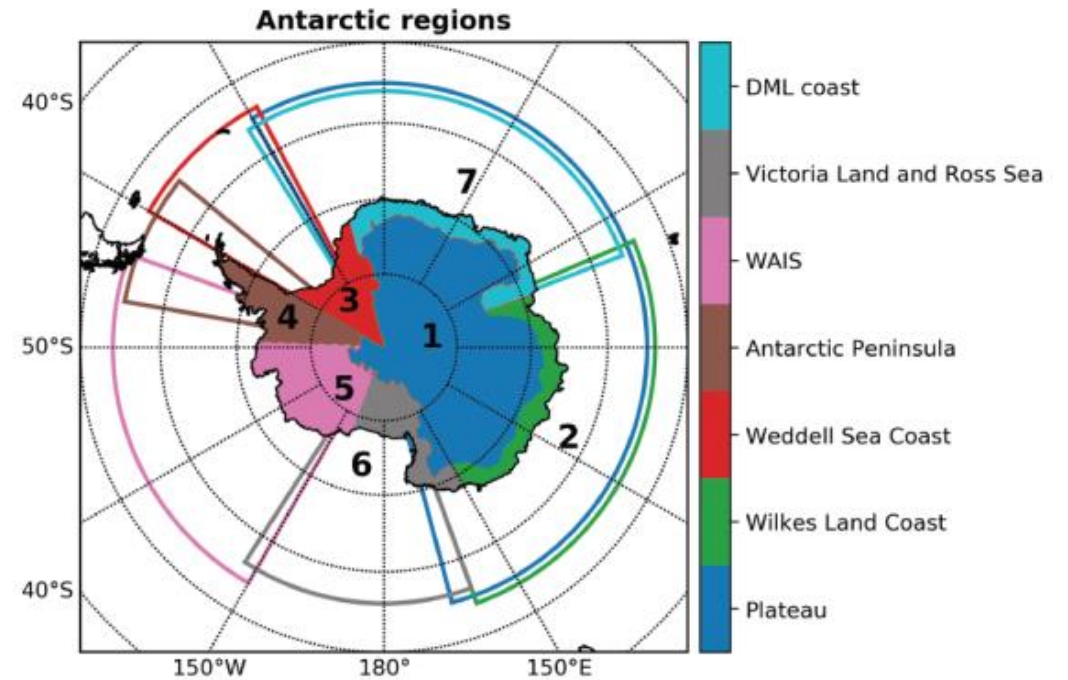 Antarctic regions
40°S
50°S
40°S
150°W
180°
150°E
7
3
1
4
5
2
6
DML coast
Victoria Land and Ross Sea
WAIS
Antarctic Peninsula
Weddell Sea Coast
Wilkes Land Coast
Plateau